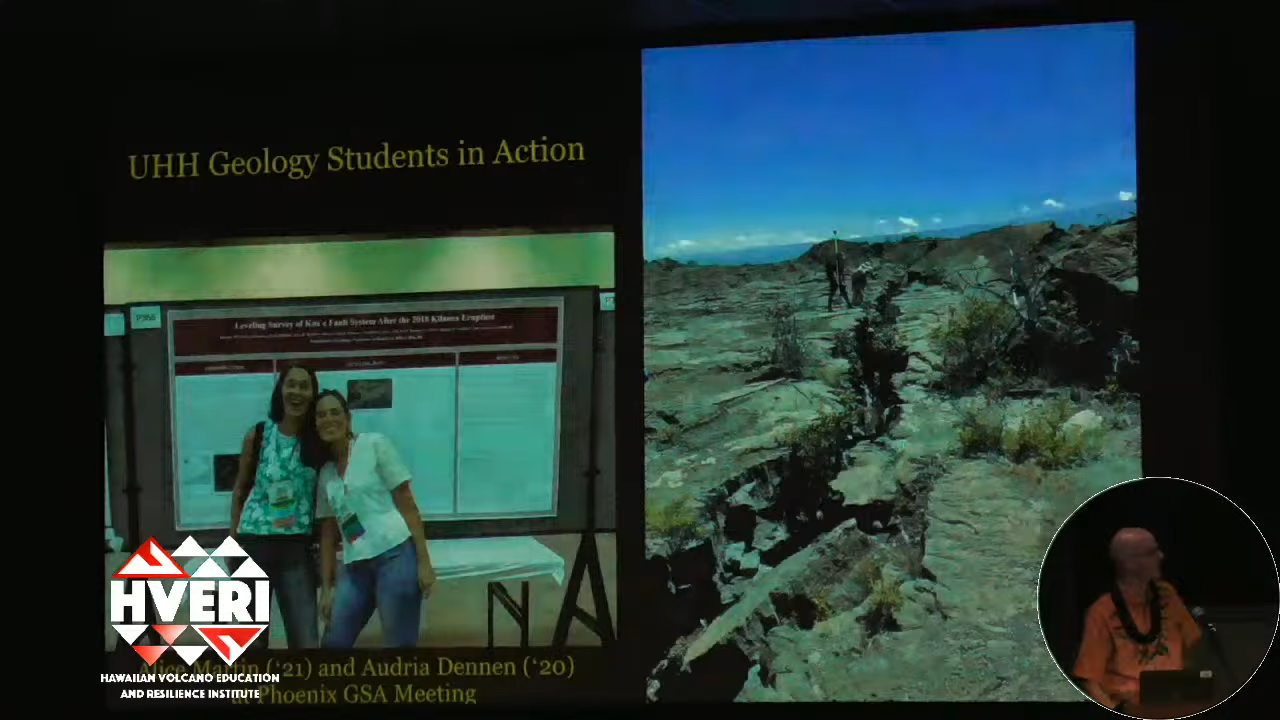 UHH Geology Students in Action
Leveling Survey of Koa'e Fault System After the 2018 Kilauea Eruption
HVERI
HAWAIIAN VOLCANO EDUCATION
AND RESILIENCE INSTITUTE
Alice Martin ('21) and Audria Dennen ('20)
at Phoenix GSA Meeting